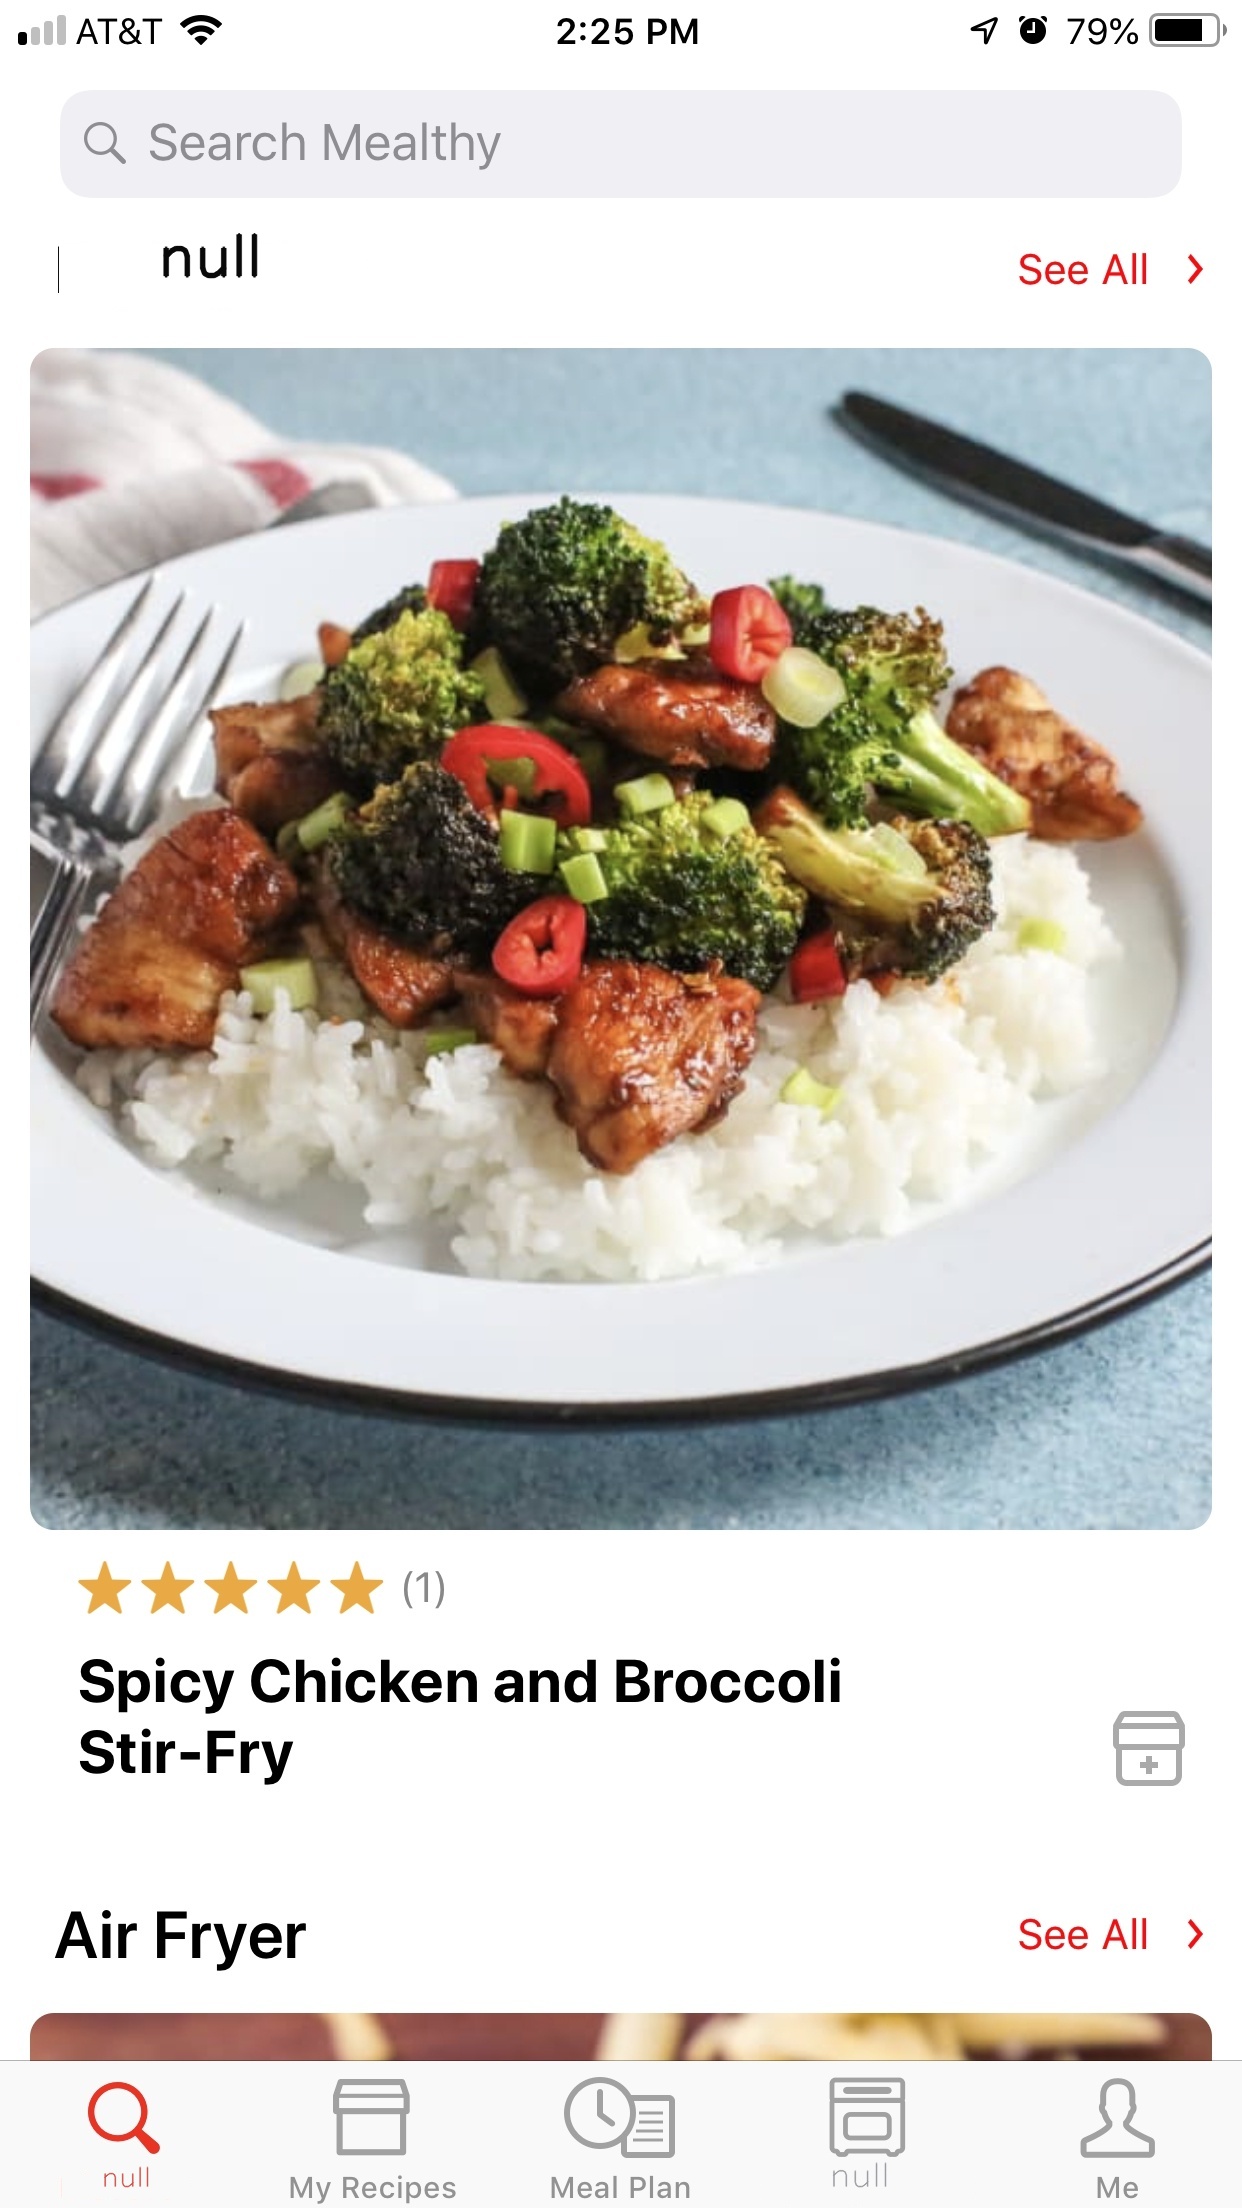 AT&T
2:25 PM
79%
Search Mealthy
null
See All
(1)
Spicy Chicken and Broccoli
Stir-Fry
Air Fryer
See All
null
My Recipes
Meal Plan
null
Me